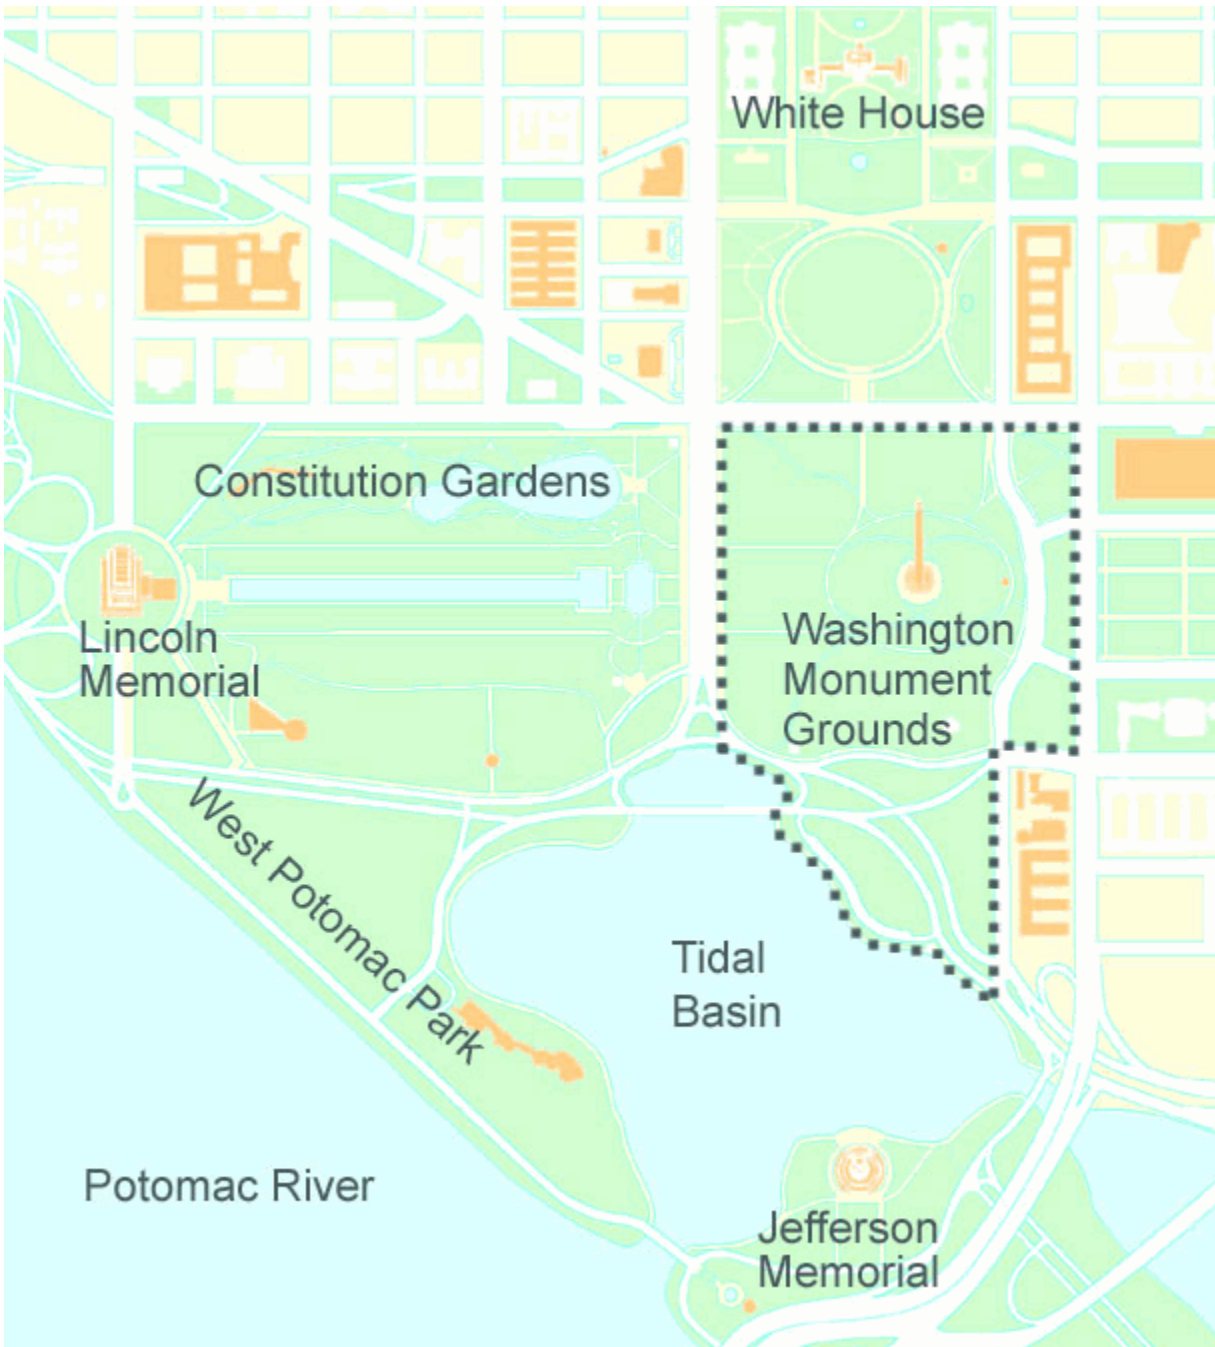 White House
Constitution Gardens
Lincoln
Memorial
Washington
Monument
Grounds
West Potomac Park
Tidal
Basin
Potomac River
Jefferson
Memorial